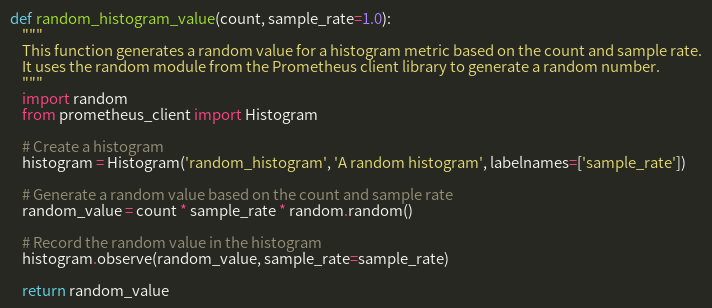 def random_histogram_value(count, sample_rate=1.0):
    """
    This function generates a random value for a histogram metric based on the count and sample rate.
    It uses the random module from the Prometheus client library to generate a random number.
    """
    import random
    from prometheus_client import Histogram

    # Create a histogram
    histogram = Histogram('random_histogram', 'A random histogram', labelnames=['sample_rate'])

    # Generate a random value based on the count and sample rate
    random_value = count * sample_rate * random.random()

    # Record the random value in the histogram
    histogram.observe(random_value, sample_rate=sample_rate)

    return random_value